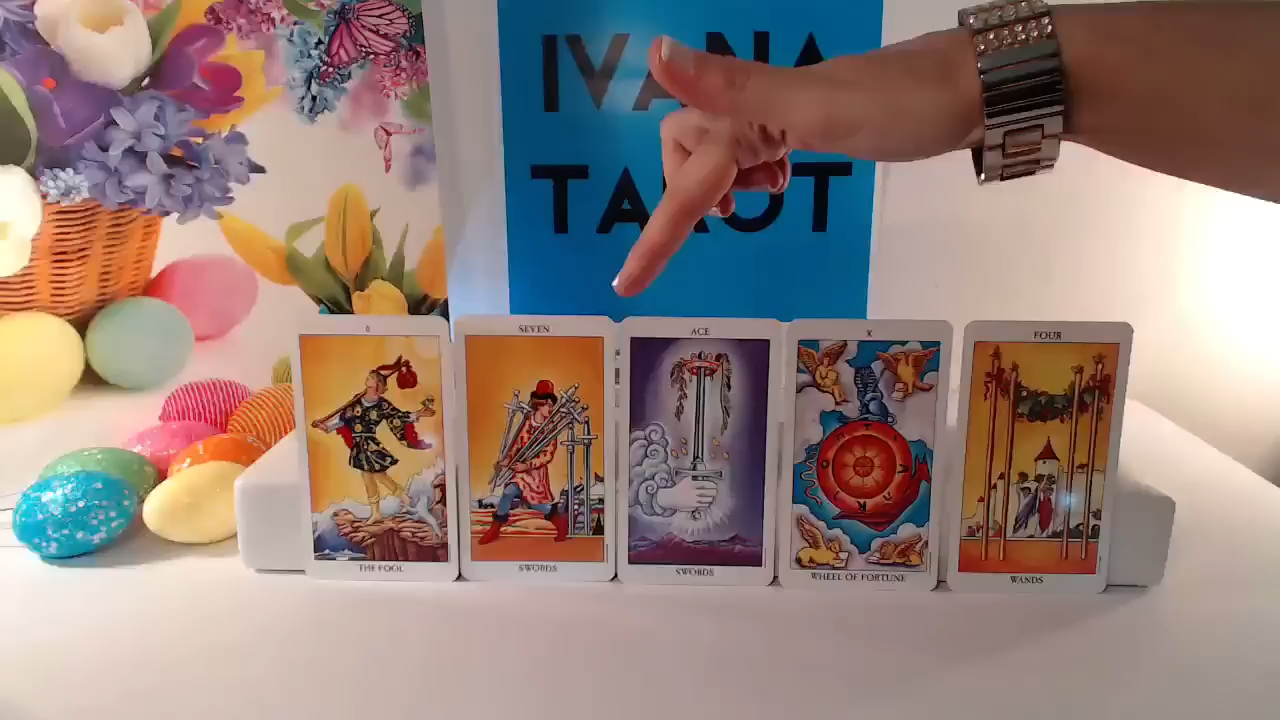 IVANA
TAROT
0
SEVEN
ACE
X
FOUR
THE FOOL
SWORDS
SWORDS
WHEEL OF FORTUNE
WANDS